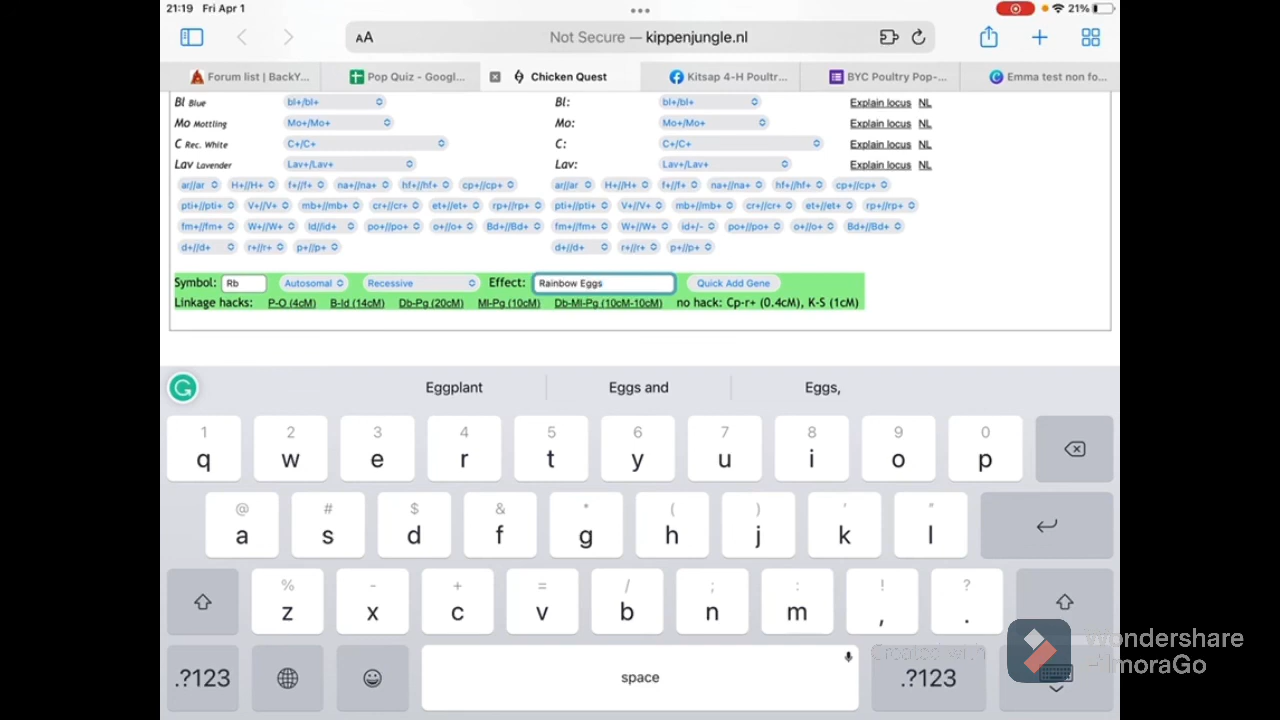 21:19 Fri Apr 1
21%
AA Not Secure — kippenjungle.nl
Forum list | BackY... Pop Quiz - Googl... Chicken Quest Kitsap 4-H Poultr... BYC Poultry Pop-... Emma test non fo...
Bl Blue bl+/bl+ Bl: bl+/bl+ Explain locus NL
Mo Mottling Mo+/Mo+ Mo: Mo+/Mo+ Explain locus NL
C Rec. White C+/C+ C: C+/C+ Explain locus NL
Lav Lavender Lav+/Lav+ Lav: Lav+/Lav+ Explain locus NL
ar//ar H+//H+ f+//f+ na+//na+ hf+//hf+ cp+//cp+ ar//ar H+//H+ f+//f+ na+//na+ hf+//hf+ cp+//cp+
pti+//pti+ V+//V+ mb+//mb+ cr+//cr+ et+//et+ rp+//rp+ pti+//pti+ V+//V+ mb+//mb+ cr+//cr+ et+//et+ rp+//rp+
fm+//fm+ W+//W+ Id//id+ po+//po+ o+//o+ Bd+//Bd+ fm+//fm+ W+//W+ id+/- po+//po+ o+//o+ Bd+//Bd+
d+//d+ r+//r+ p+//p+ d+//d+ r+//r+ p+//p+
Symbol: Rb Autosomal Recessive Effect: Rainbow Eggs Quick Add Gene
Linkage hacks: P-O (4cM) B-Id (14cM) Db-Pg (20cM) Ml-Pg (10cM) Db-Ml-Pg (10cM-10cM) no hack: Cp-r+ (0.4cM), K-S (1cM)
Eggplant Eggs and Eggs,
1 2 3 4 5 6 7 8 9 0
q w e r t y u i o p
@ # $ & * ( ) ' "
a s d f g h j k l
% - + = / ; : ! ?
z x c v b n m , .
.?123 space .?123
Created with
Wondershare
FilmoraGo